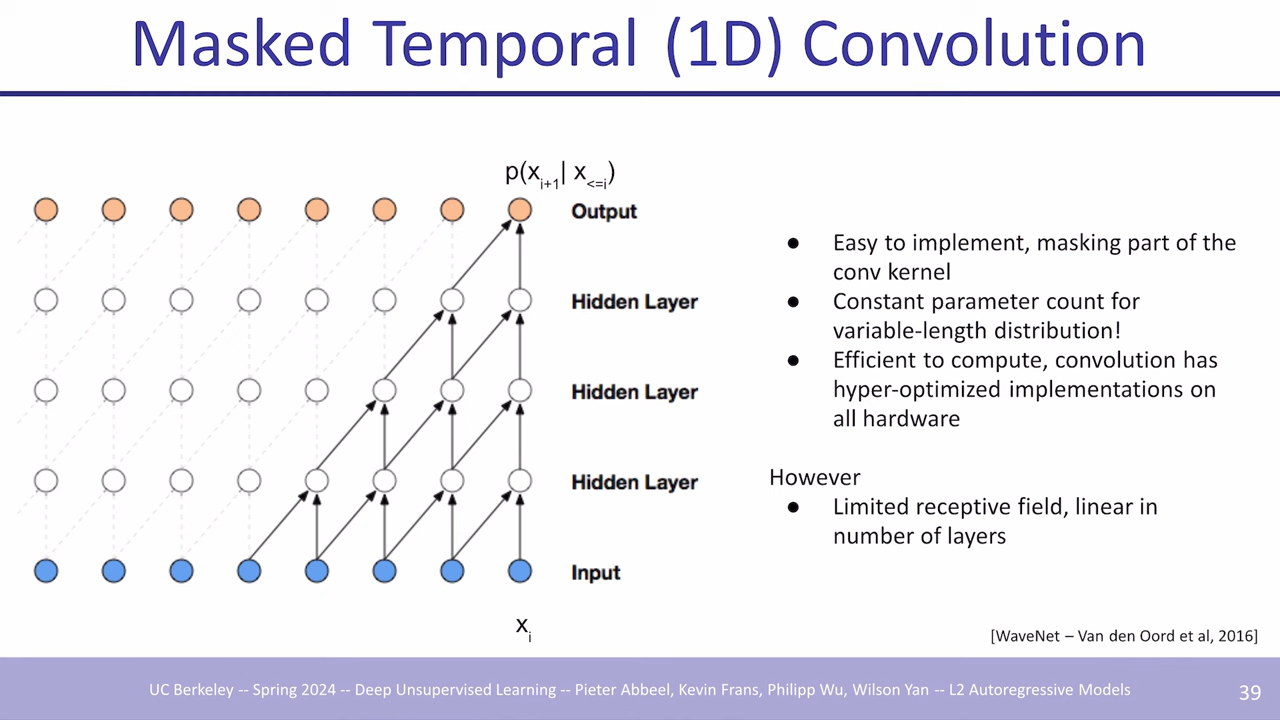 Masked Temporal (1D) Convolution
p(xi+1| x<=i)
Output
Hidden Layer
Hidden Layer
Hidden Layer
Input
xi
● Easy to implement, masking part of the
conv kernel
● Constant parameter count for
variable-length distribution!
● Efficient to compute, convolution has
hyper-optimized implementations on
all hardware
However
● Limited receptive field, linear in
number of layers
[WaveNet – Van den Oord et al, 2016]
UC Berkeley -- Spring 2024 -- Deep Unsupervised Learning -- Pieter Abbeel, Kevin Frans, Philipp Wu, Wilson Yan -- L2 Autoregressive Models
39